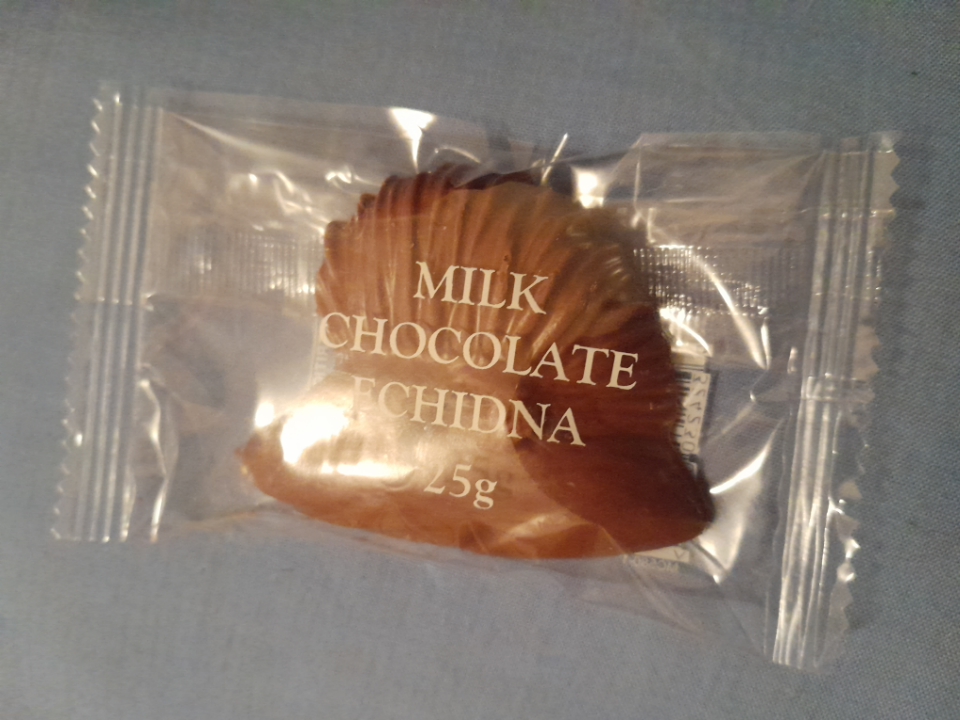 MILK
CHOCOLATE
ECHIDNA
25g